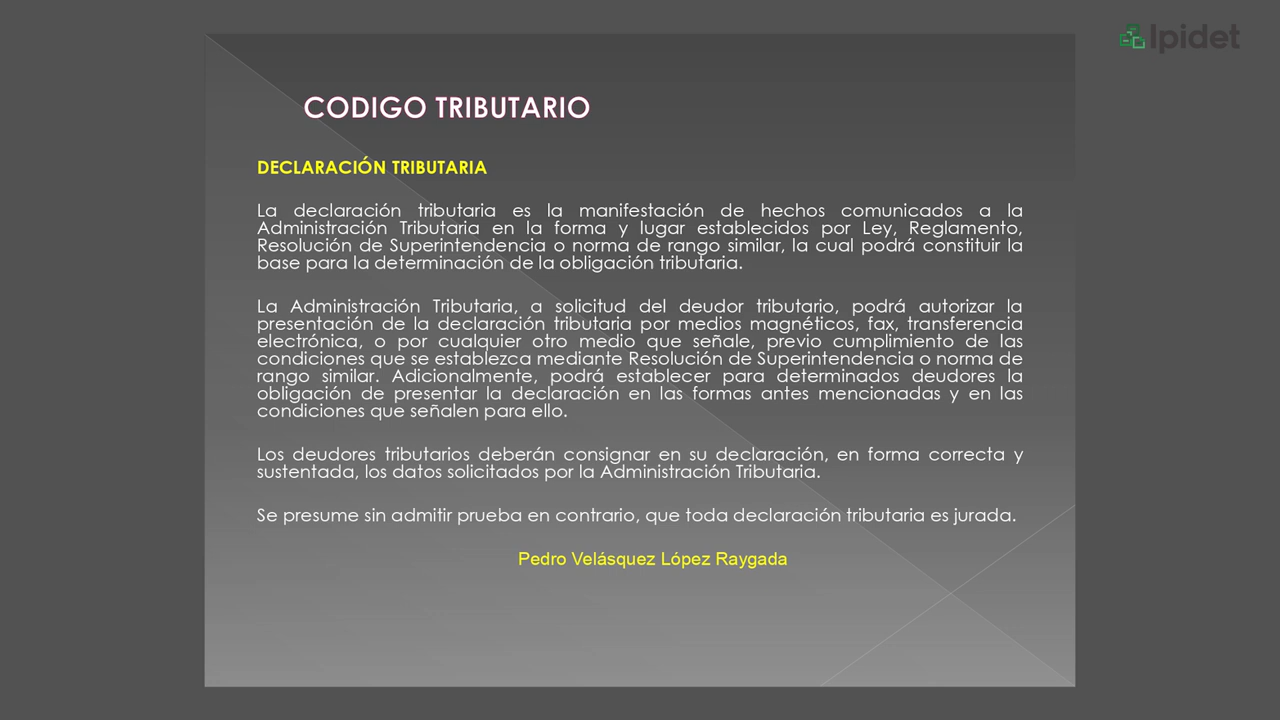 Ipidet
CODIGO TRIBUTARIO
DECLARACIÓN TRIBUTARIA
La declaración tributaria es la manifestación de hechos comunicados a la
Administración Tributaria en la forma y lugar establecidos por Ley, Reglamento,
Resolución de Superintendencia o norma de rango similar, la cual podrá constituir la
base para la determinación de la obligación tributaria.
La Administración Tributaria, a solicitud del deudor tributario, podrá autorizar la
presentación de la declaración tributaria por medios magnéticos, fax, transferencia
electrónica, o por cualquier otro medio que señale, previo cumplimiento de las
condiciones que se establezca mediante Resolución de Superintendencia o norma de
rango similar. Adicionalmente, podrá establecer para determinados deudores la
obligación de presentar la declaración en las formas antes mencionadas y en las
condiciones que señalen para ello.
Los deudores tributarios deberán consignar en su declaración, en forma correcta y
sustentada, los datos solicitados por la Administración Tributaria.
Se presume sin admitir prueba en contrario, que toda declaración tributaria es jurada.
Pedro Velásquez López Raygada